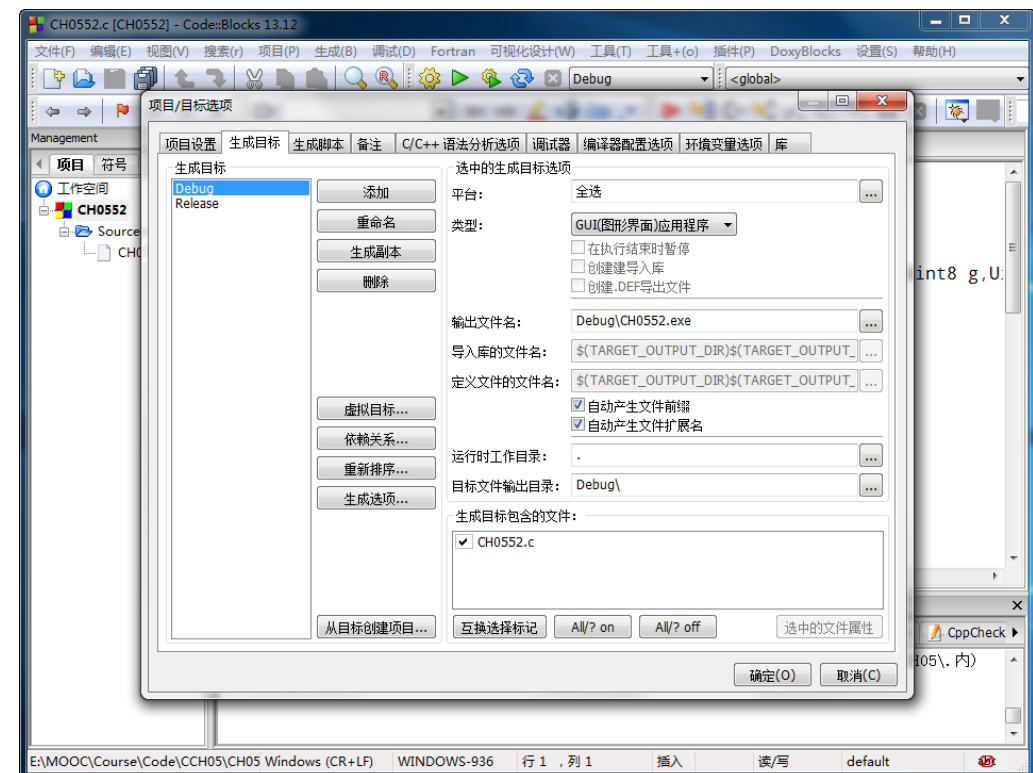 CH0552.c [CH0552] - Code::Blocks 13.12
文件(F) 编辑(E) 视图(V) 搜索(r) 项目(P) 生成(B) 调试(D) Fortran 可视化设计(W) 工具(T) 工具+(o) 插件(P) DoxyBlocks 设置(S) 帮助(H)
Debug <global>
项目/目标选项
Management
项目 符号
工作空间
CH0552
Source
CH0
项目设置 生成目标 生成脚本 备注 C/C++ 语法分析选项 调试器 编译器配置选项 环境变量选项 库
生成目标
Debug
Release
添加
重命名
生成副本
删除
虚拟目标...
依赖关系...
重新排序...
生成选项...
从目标创建项目...
选中的生成目标选项
平台: 全选 ...
类型: GUI(图形界面)应用程序
在执行结束时暂停
创建建导入库
创建.DEF导出文件
输出文件名: Debug\CH0552.exe ...
导入库的文件名: $(TARGET_OUTPUT_DIR)$(TARGET_OUTPUT_ ...
定义文件的文件名: $(TARGET_OUTPUT_DIR)$(TARGET_OUTPUT_ ...
自动产生文件前缀
自动产生文件扩展名
运行时工作目录: . ...
目标文件输出目录: Debug\ ...
生成目标包含的文件:
CH0552.c
互换选择标记 All/? on All/? off 选中的文件属性
确定(O) 取消(C)
int8 g,U
CppCheck
H05\. 内)
E:\MOOC\Course\Code\CCH05\CH05 Windows (CR+LF) WINDOWS-936 行 1 , 列 1 插入 读/写 default